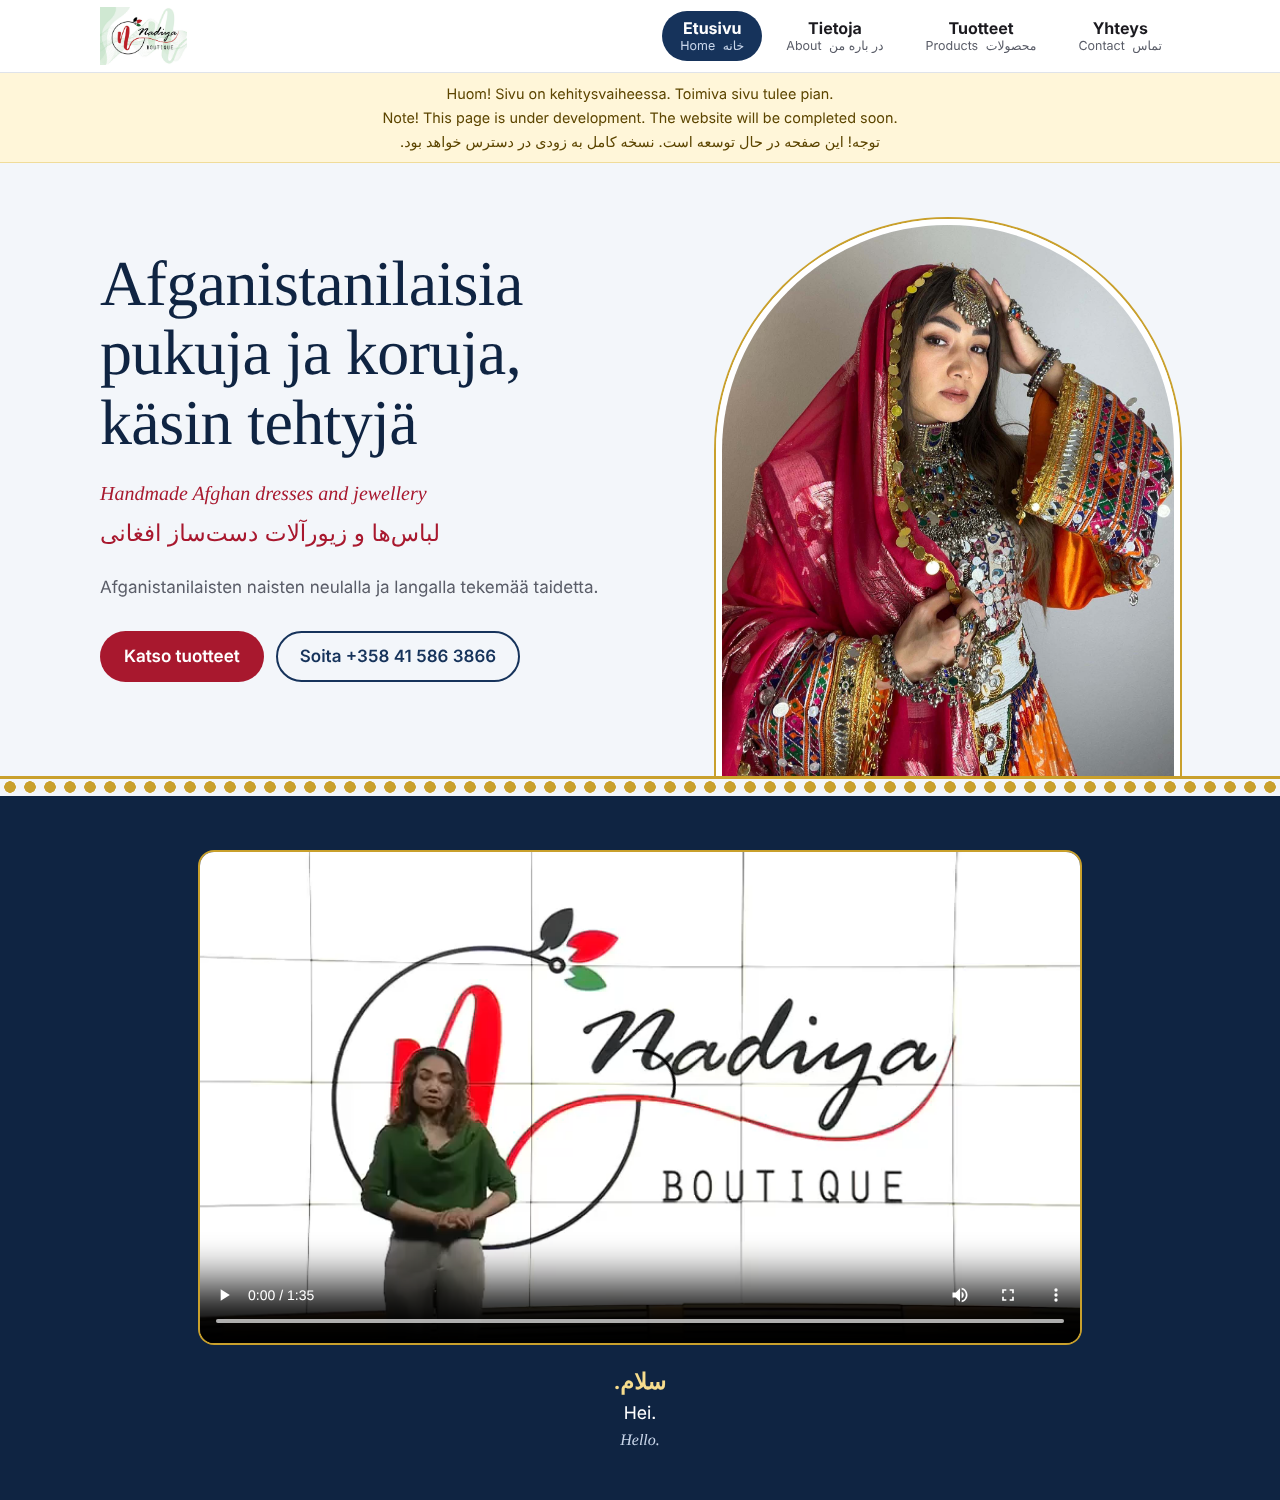 Nadiya
BOUTIQUE
Etusivu
Home خانه
Tietoja
About در باره من
Tuotteet
Products محصولات
Yhteys
Contact تماس
Huom! Sivu on kehitysvaiheessa. Toimiva sivu tulee pian.
Note! This page is under development. The website will be completed soon.
توجه! این صفحه در حال توسعه است. نسخه کامل به زودی در دسترس خواهد بود.
Afganistanilaisia
pukuja ja koruja,
käsin tehtyjä
Handmade Afghan dresses and jewellery
لباس‌ها و زیورآلات دست‌ساز افغانی
Afganistanilaisten naisten neulalla ja langalla tekemää taidetta.
Katso tuotteet
Soita +358 41 586 3866
n Nadiya
BOUTIQUE
0:00 / 1:35
سلام.
Hei.
Hello.